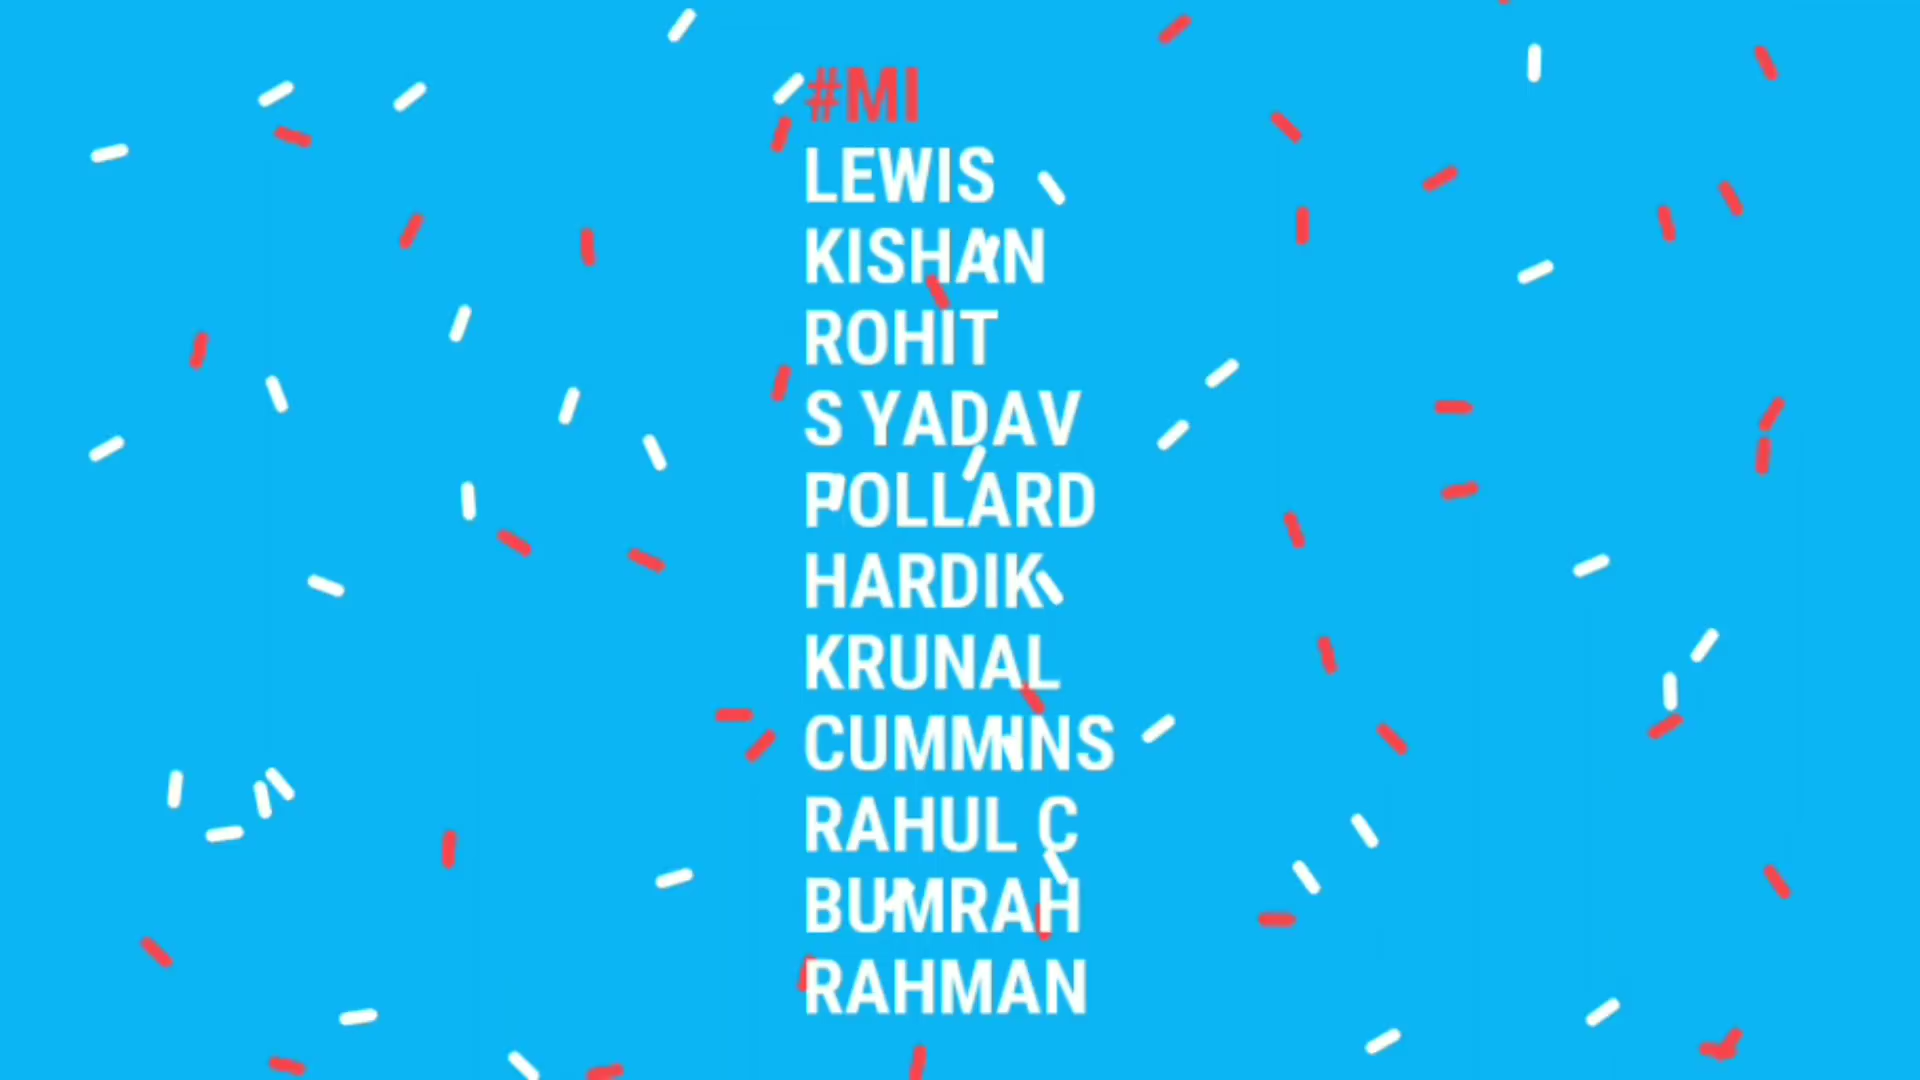 #MI
LEWIS
KISHAN
ROHIT
S YADAV
POLLARD
HARDIK
KRUNAL
CUMMINS
RAHUL C
BUMRAH
RAHMAN